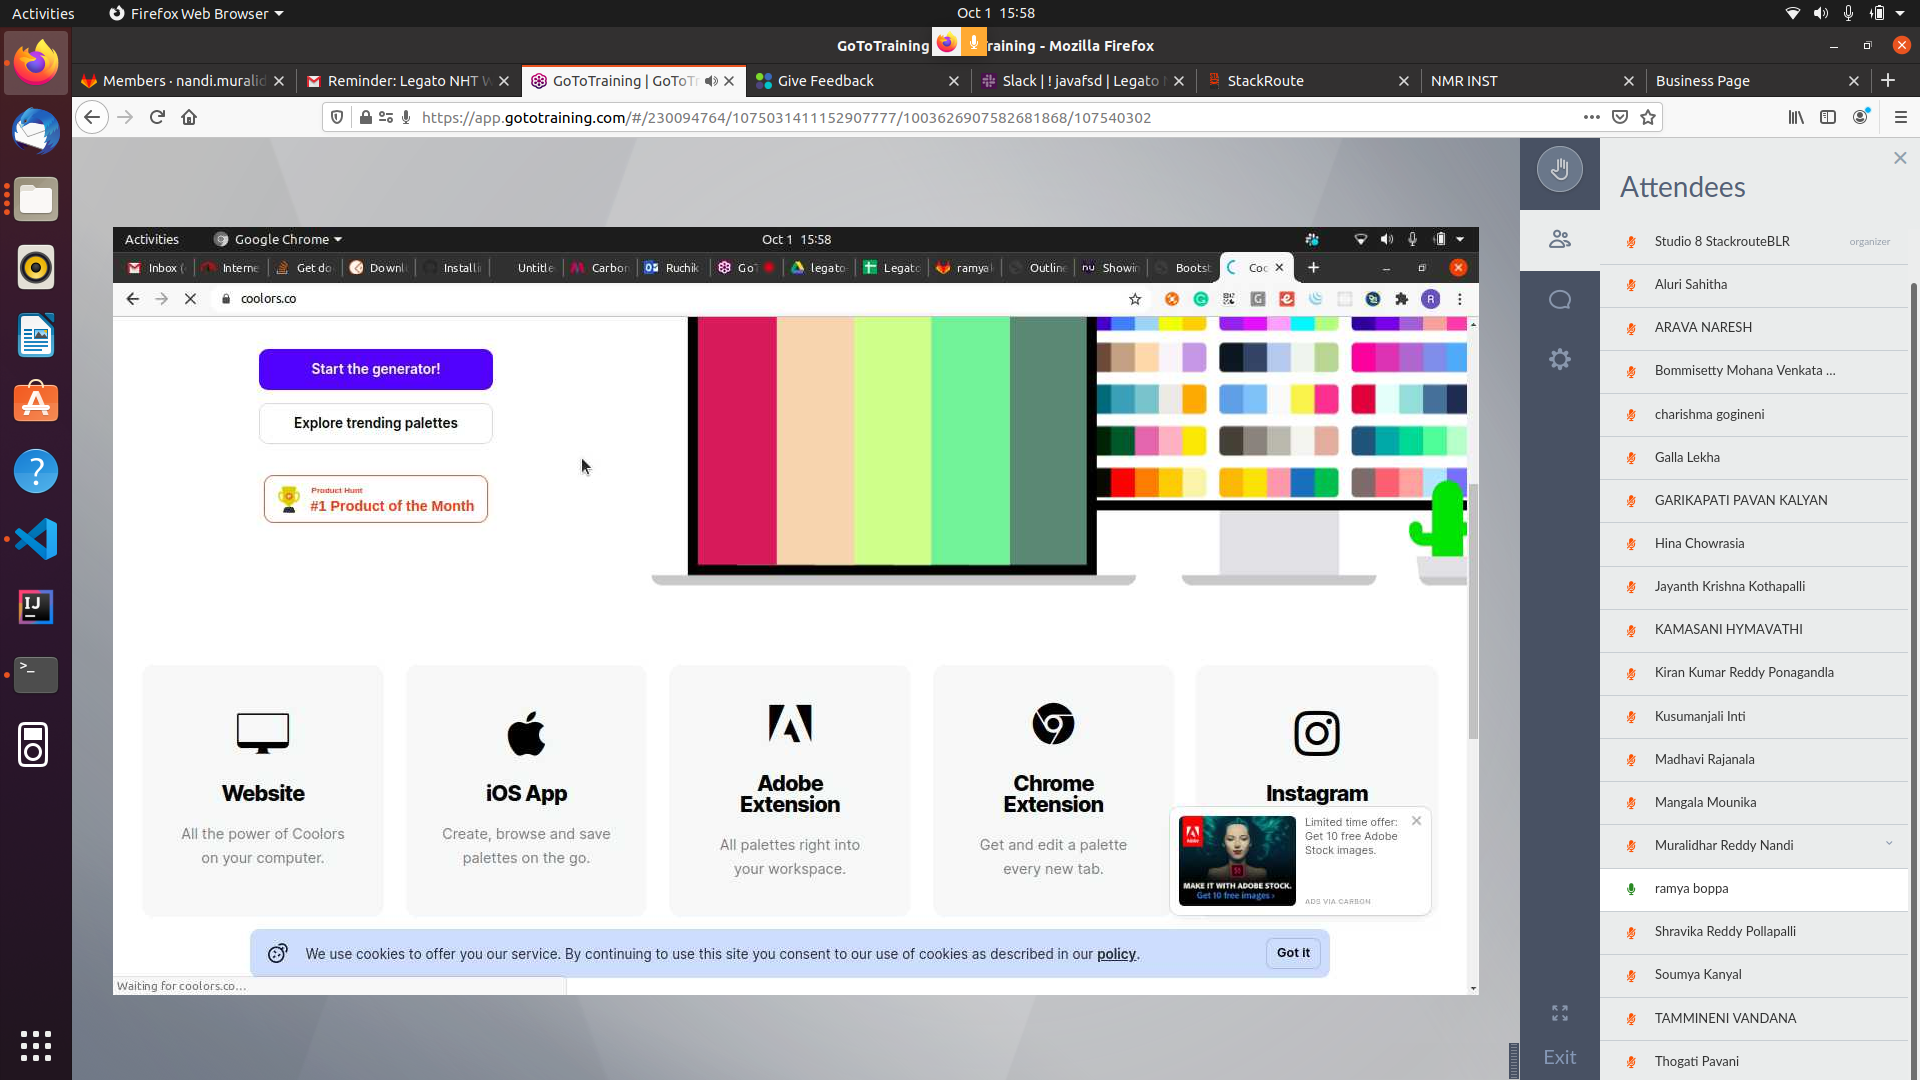 Activities
Firefox Web Browser
Oct 1 15:58
GoToTraining
raining - Mozilla Firefox
Members · nandi.muralid
Reminder: Legato NHT W
GoToTraining | GoToTr
Give Feedback
Slack | ! javafsd | Legato
StackRoute
NMR INST
Business Page
https://app.gototraining.com/#/230094764/1075031411152907777/1003626907582681868/107540302
Activities
Google Chrome
Oct 1 15:58
Inbox (
Interne
Get do
Downl
Installi
Untitle
Carbon
Ruchik
GoT
legato
Legato
ramya
Outline
Showin
Bootst
Coo
coolors.co
R
Start the generator!
Explore trending palettes
Product Hunt
#1 Product of the Month
Website
All the power of Coolors
on your computer.
iOS App
Create, browse and save
palettes on the go.
Adobe
Extension
All palettes right into
your workspace.
Chrome
Extension
Get and edit a palette
every new tab.
Instagram
Adobe
MAKE IT WITH ADOBE STOCK.
Get 10 free images ›
Limited time offer:
Get 10 free Adobe
Stock images.
ADS VIA CARBON
We use cookies to offer you our service. By continuing to use this site you consent to our use of cookies as described in our policy.
Got it
Waiting for coolors.co...
Attendees
Studio 8 StackrouteBLR
organizer
Aluri Sahitha
ARAVA NARESH
Bommisetty Mohana Venkata ...
charishma gogineni
Galla Lekha
GARIKAPATI PAVAN KALYAN
Hina Chowrasia
Jayanth Krishna Kothapalli
KAMASANI HYMAVATHI
Kiran Kumar Reddy Ponagandla
Kusumanjali Inti
Madhavi Rajanala
Mangala Mounika
Muralidhar Reddy Nandi
ramya boppa
Shravika Reddy Pollapalli
Soumya Kanyal
TAMMINENI VANDANA
Thogati Pavani
Exit